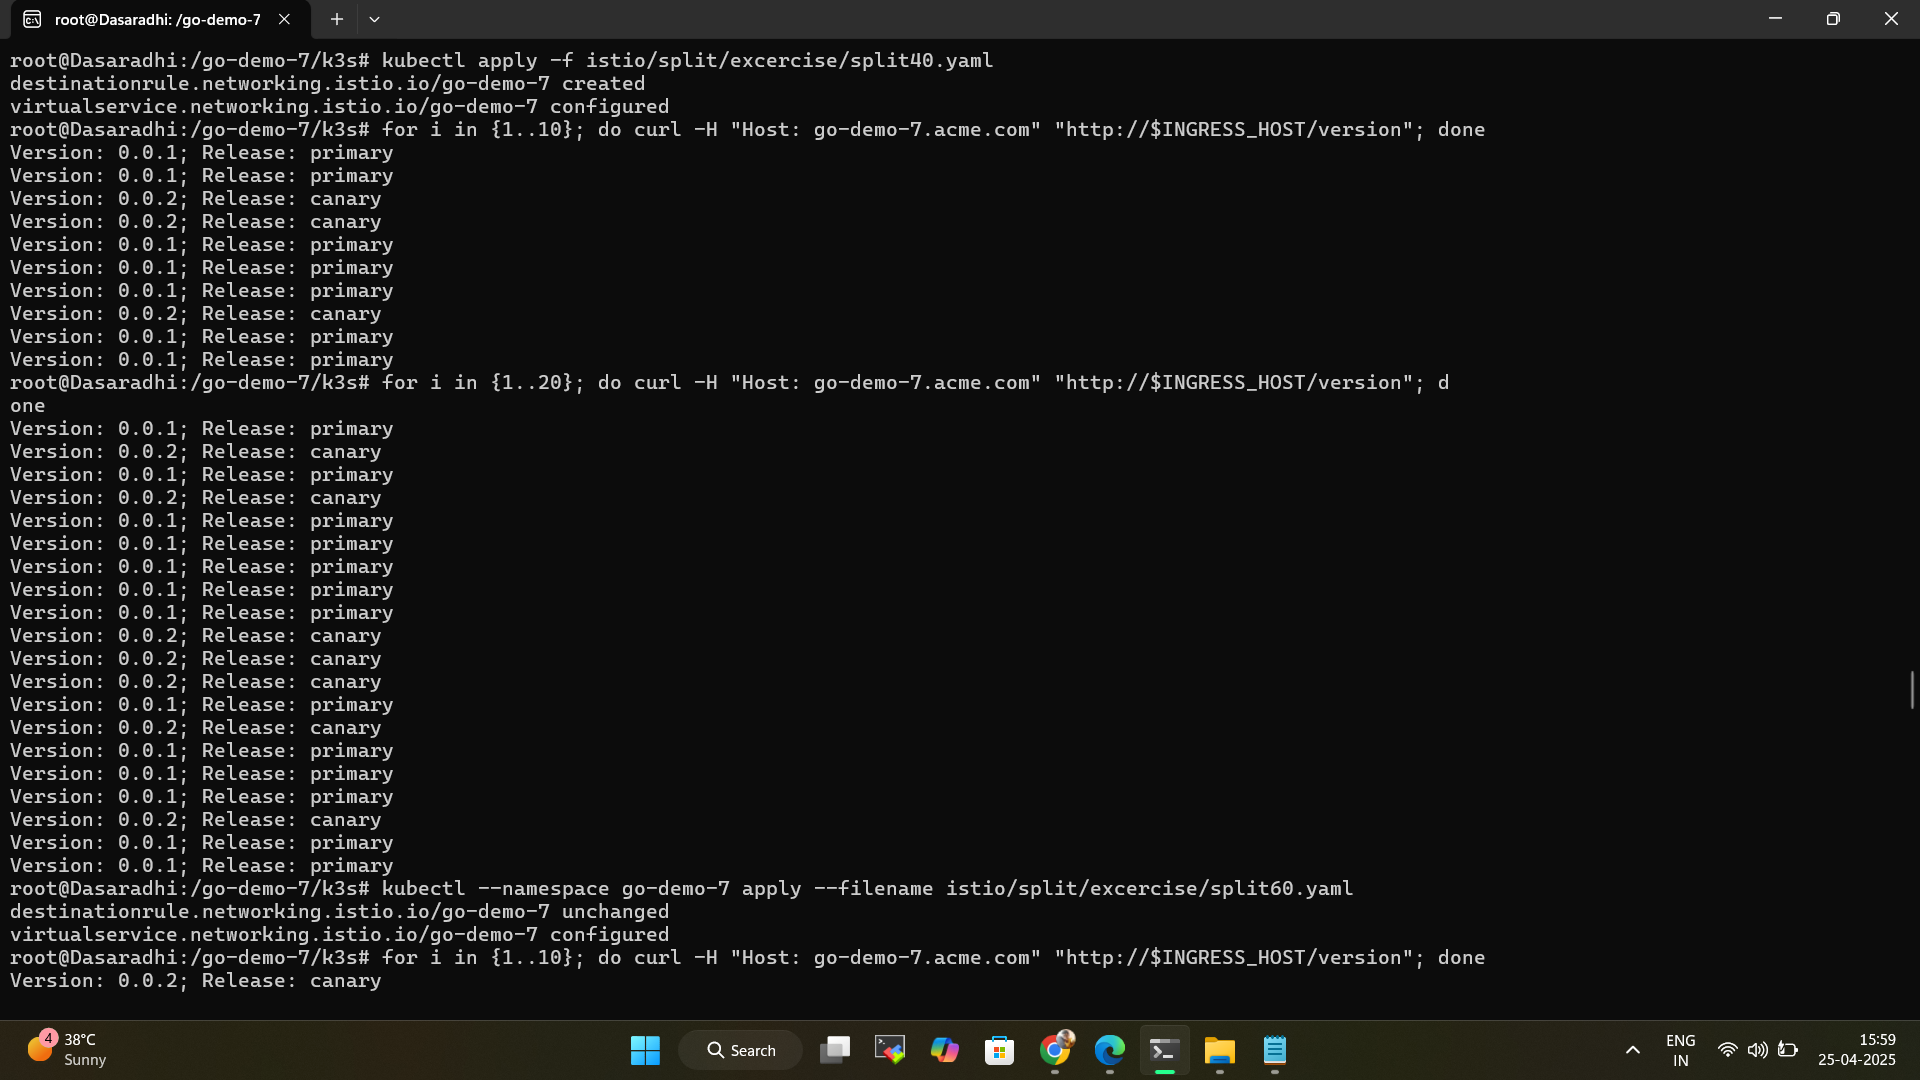 root@Dasaradhi: /go-demo-7
root@Dasaradhi:/go-demo-7/k3s# kubectl apply -f istio/split/excercise/split40.yaml
destinationrule.networking.istio.io/go-demo-7 created
virtualservice.networking.istio.io/go-demo-7 configured
root@Dasaradhi:/go-demo-7/k3s# for i in {1..10}; do curl -H "Host: go-demo-7.acme.com" "http://$INGRESS_HOST/version"; done
Version: 0.0.1; Release: primary
Version: 0.0.1; Release: primary
Version: 0.0.2; Release: canary
Version: 0.0.2; Release: canary
Version: 0.0.1; Release: primary
Version: 0.0.1; Release: primary
Version: 0.0.1; Release: primary
Version: 0.0.2; Release: canary
Version: 0.0.1; Release: primary
Version: 0.0.1; Release: primary
root@Dasaradhi:/go-demo-7/k3s# for i in {1..20}; do curl -H "Host: go-demo-7.acme.com" "http://$INGRESS_HOST/version"; d
one
Version: 0.0.1; Release: primary
Version: 0.0.2; Release: canary
Version: 0.0.1; Release: primary
Version: 0.0.2; Release: canary
Version: 0.0.1; Release: primary
Version: 0.0.1; Release: primary
Version: 0.0.1; Release: primary
Version: 0.0.1; Release: primary
Version: 0.0.1; Release: primary
Version: 0.0.2; Release: canary
Version: 0.0.2; Release: canary
Version: 0.0.2; Release: canary
Version: 0.0.1; Release: primary
Version: 0.0.2; Release: canary
Version: 0.0.1; Release: primary
Version: 0.0.1; Release: primary
Version: 0.0.1; Release: primary
Version: 0.0.2; Release: canary
Version: 0.0.1; Release: primary
Version: 0.0.1; Release: primary
root@Dasaradhi:/go-demo-7/k3s# kubectl --namespace go-demo-7 apply --filename istio/split/excercise/split60.yaml
destinationrule.networking.istio.io/go-demo-7 unchanged
virtualservice.networking.istio.io/go-demo-7 configured
root@Dasaradhi:/go-demo-7/k3s# for i in {1..10}; do curl -H "Host: go-demo-7.acme.com" "http://$INGRESS_HOST/version"; done
Version: 0.0.2; Release: canary
4
38°C
Sunny
Search
ENG
IN
15:59
25-04-2025